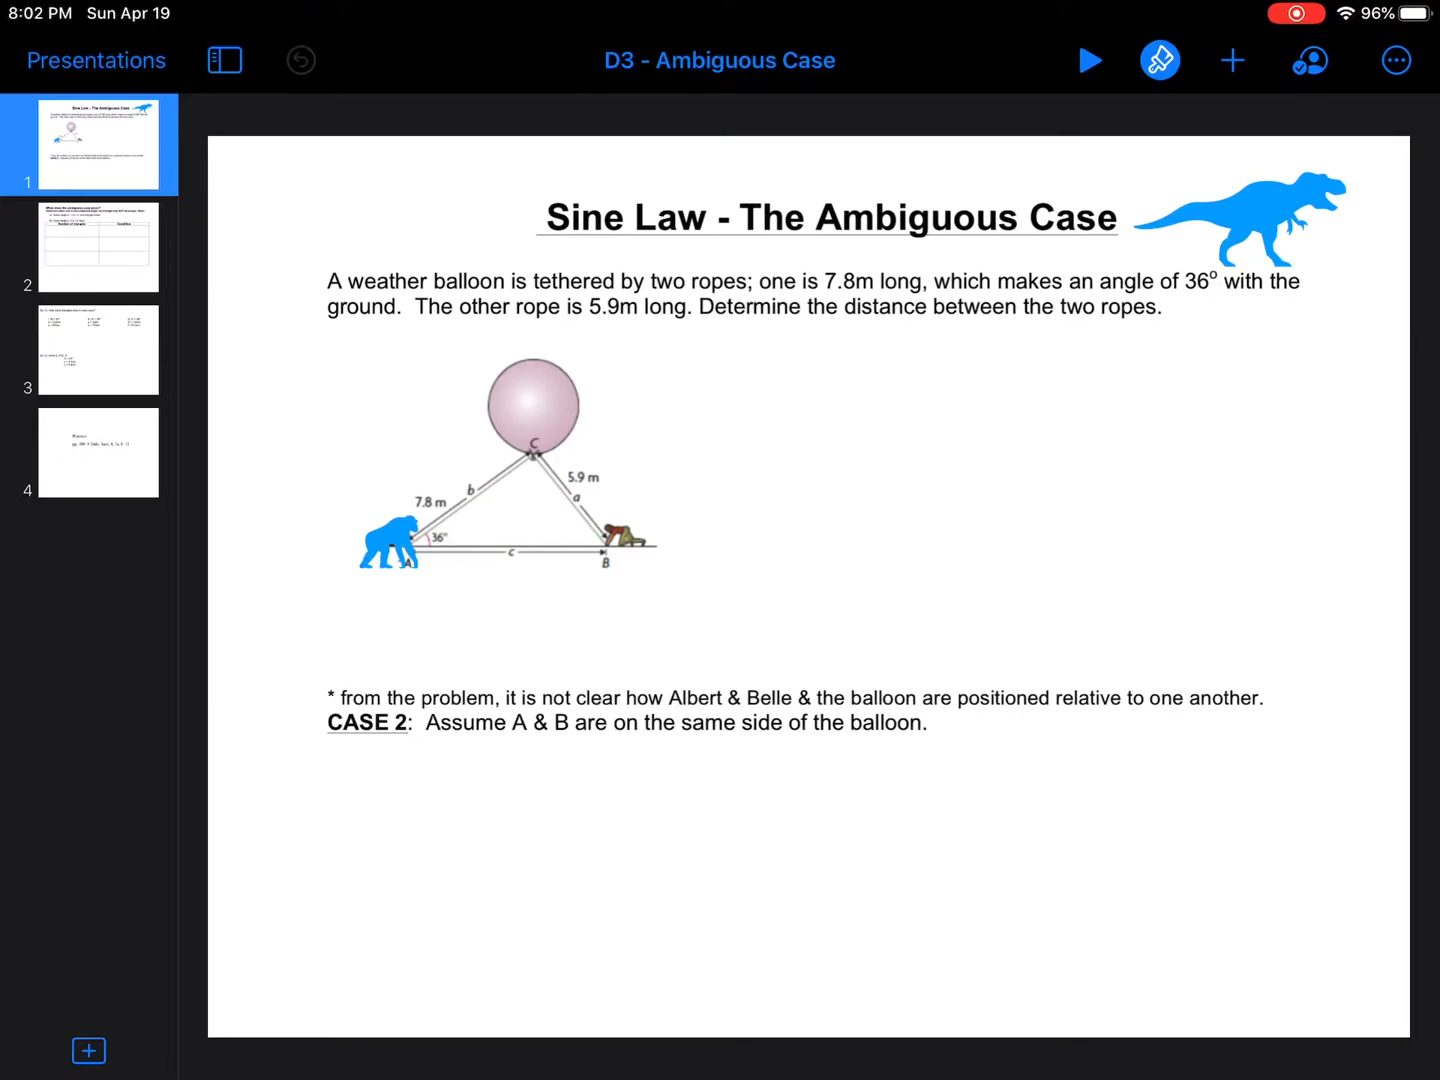 8:02 PM Sun Apr 19
96%
Presentations
D3 - Ambiguous Case
1
2
3
4
Sine Law - The Ambiguous Case
A weather balloon is tethered by two ropes; one is 7.8m long, which makes an angle of 36° with the
ground. The other rope is 5.9m long. Determine the distance between the two ropes.
C
5.9 m
b
a
7.8 m
36°
c
A
B
* from the problem, it is not clear how Albert & Belle & the balloon are positioned relative to one another.
CASE 2: Assume A & B are on the same side of the balloon.